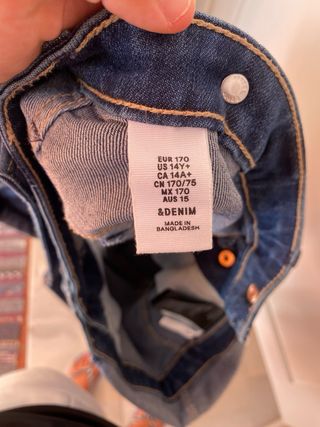 EUR 170
US 14Y+
CA 14A+
CN 170/75
MX 170
AUS 15
&DENIM
MADE IN
BANGLADESH